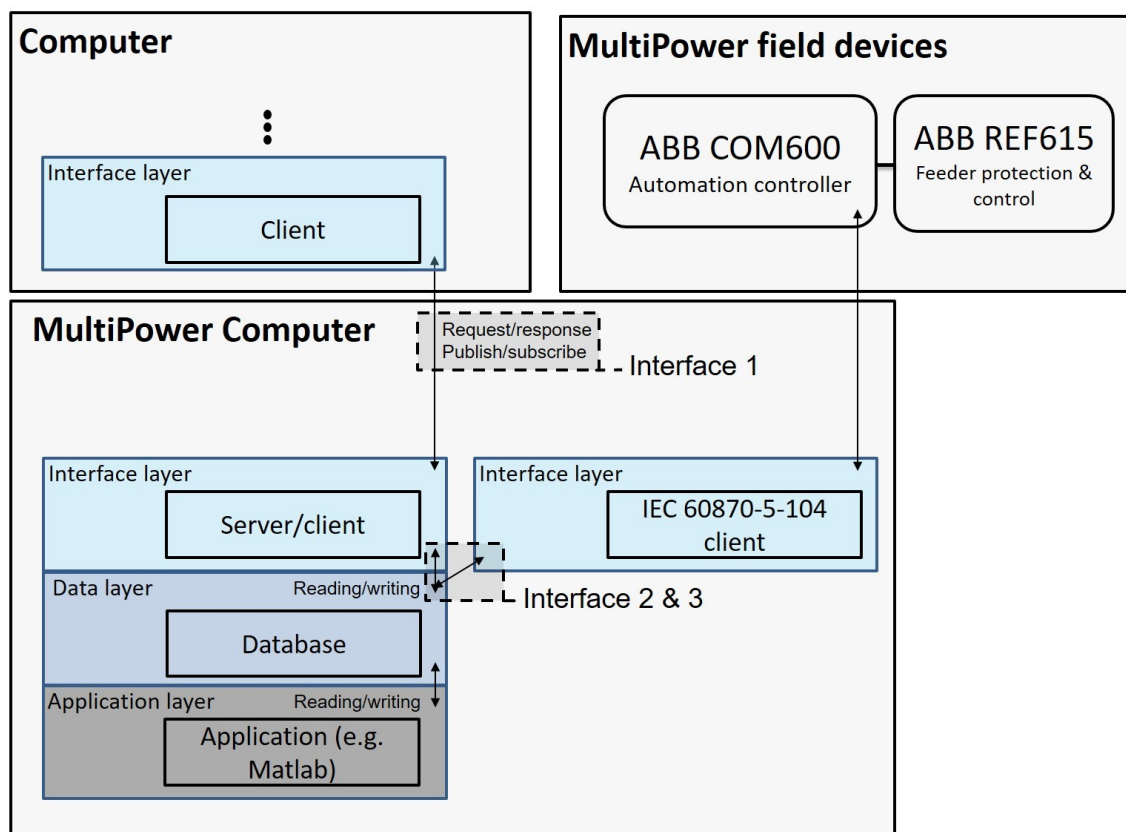 Computer
Interface layer
Client
MultiPower field devices
ABB COM600
Automation controller
ABB REF615
Feeder protection &
control
MultiPower Computer
Request/response
Publish/subscribe
Interface 1
Interface layer
Server/client
Interface layer
IEC 60870-5-104
client
Data layer
Reading/writing
Interface 2 & 3
Database
Application layer
Reading/writing
Application (e.g.
Matlab)